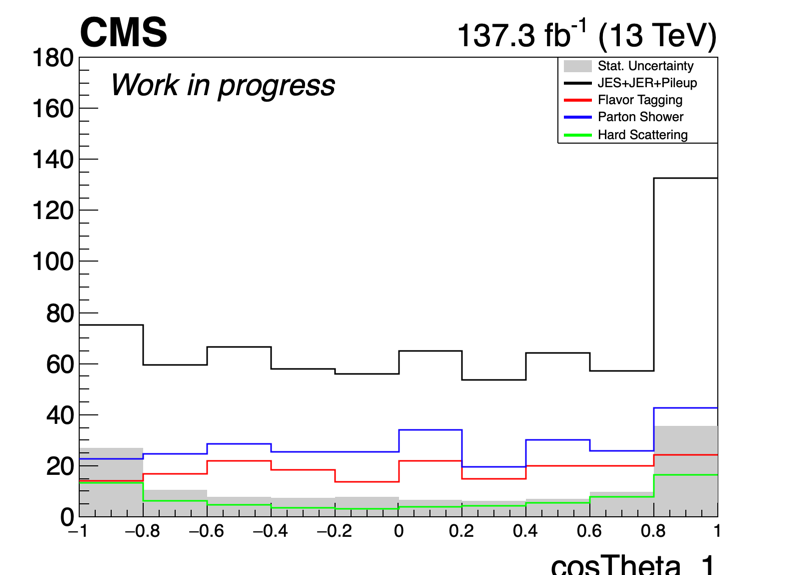 CMS 137.3 fb-1 (13 TeV)
Work in progress
Stat. Uncertainty
JES+JER+Pileup
Flavor Tagging
Parton Shower
Hard Scattering
180
160
140
120
100
80
60
40
20
0
−1 −0.8 −0.6 −0.4 −0.2 0 0.2 0.4 0.6 0.8 1
cosTheta_1